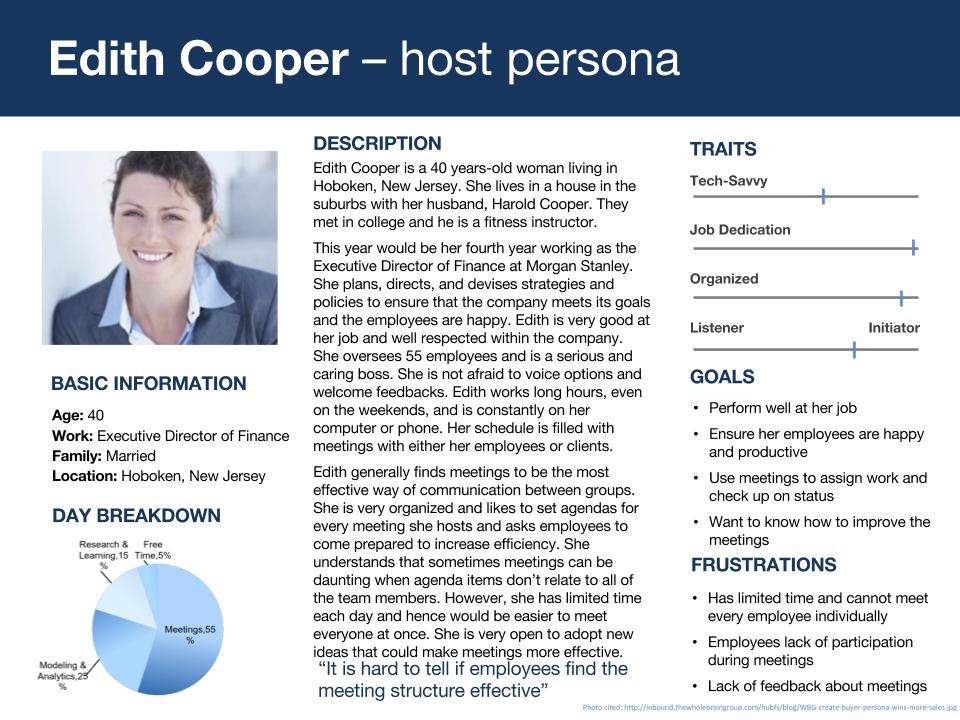 Edith Cooper – host persona
BASIC INFORMATION
Age: 40
Work: Executive Director of Finance
Family: Married
Location: Hoboken, New Jersey
DAY BREAKDOWN
Research &
Learning,15
%
Free
Time,5%
Meetings,55
%
Modeling &
Analytics,25
%
DESCRIPTION
Edith Cooper is a 40 years-old woman living in
Hoboken, New Jersey. She lives in a house in the
suburbs with her husband, Harold Cooper. They
met in college and he is a fitness instructor.
This year would be her fourth year working as the
Executive Director of Finance at Morgan Stanley.
She plans, directs, and devises strategies and
policies to ensure that the company meets its goals
and the employees are happy. Edith is very good at
her job and well respected within the company.
She oversees 55 employees and is a serious and
caring boss. She is not afraid to voice options and
welcome feedbacks. Edith works long hours, even
on the weekends, and is constantly on her
computer or phone. Her schedule is filled with
meetings with either her employees or clients.
Edith generally finds meetings to be the most
effective way of communication between groups.
She is very organized and likes to set agendas for
every meeting she hosts and asks employees to
come prepared to increase efficiency. She
understands that sometimes meetings can be
daunting when agenda items don’t relate to all of
the team members. However, she has limited time
each day and hence would be easier to meet
everyone at once. She is very open to adopt new
ideas that could make meetings more effective.
“It is hard to tell if employees find the
meeting structure effective”
TRAITS
Tech-Savvy
Job Dedication
Organized
Listener Initiator
GOALS
• Perform well at her job
• Ensure her employees are happy
and productive
• Use meetings to assign work and
check up on status
• Want to know how to improve the
meetings
FRUSTRATIONS
• Has limited time and cannot meet
every employee individually
• Employees lack of participation
during meetings
• Lack of feedback about meetings
Photo cited: http://inbound.thewholebraingroup.com/hubfs/blog/WBG-create-buyer-persona-wins-more-sales.jpg